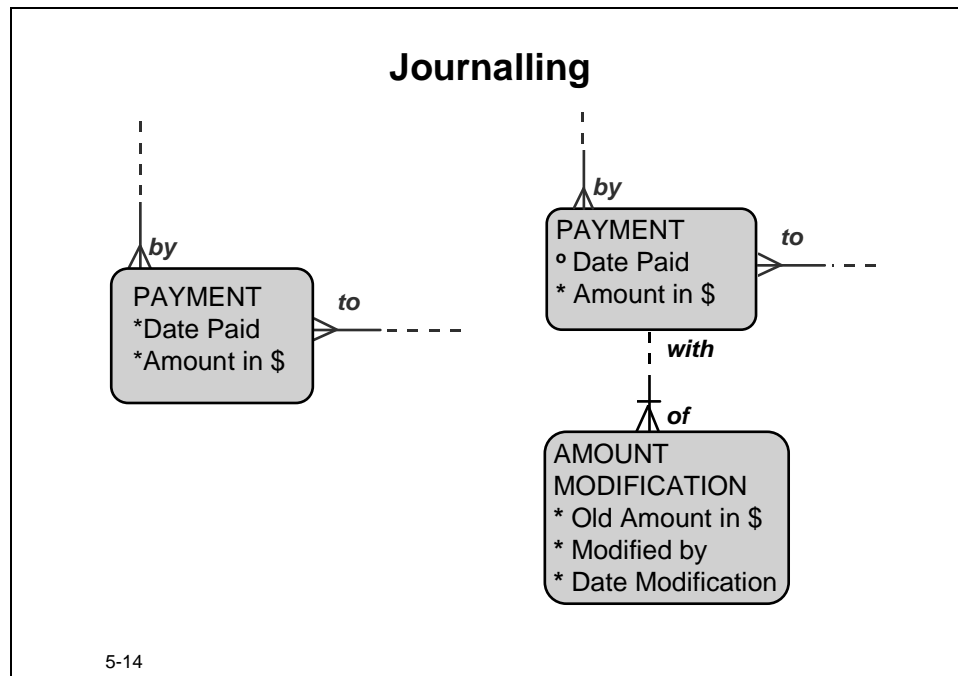 Journalling
by
PAYMENT
*Date Paid
*Amount in $
to
by
PAYMENT
º Date Paid
* Amount in $
to
with
of
AMOUNT
MODIFICATION
* Old Amount in $
* Modified by
* Date Modification
5-14